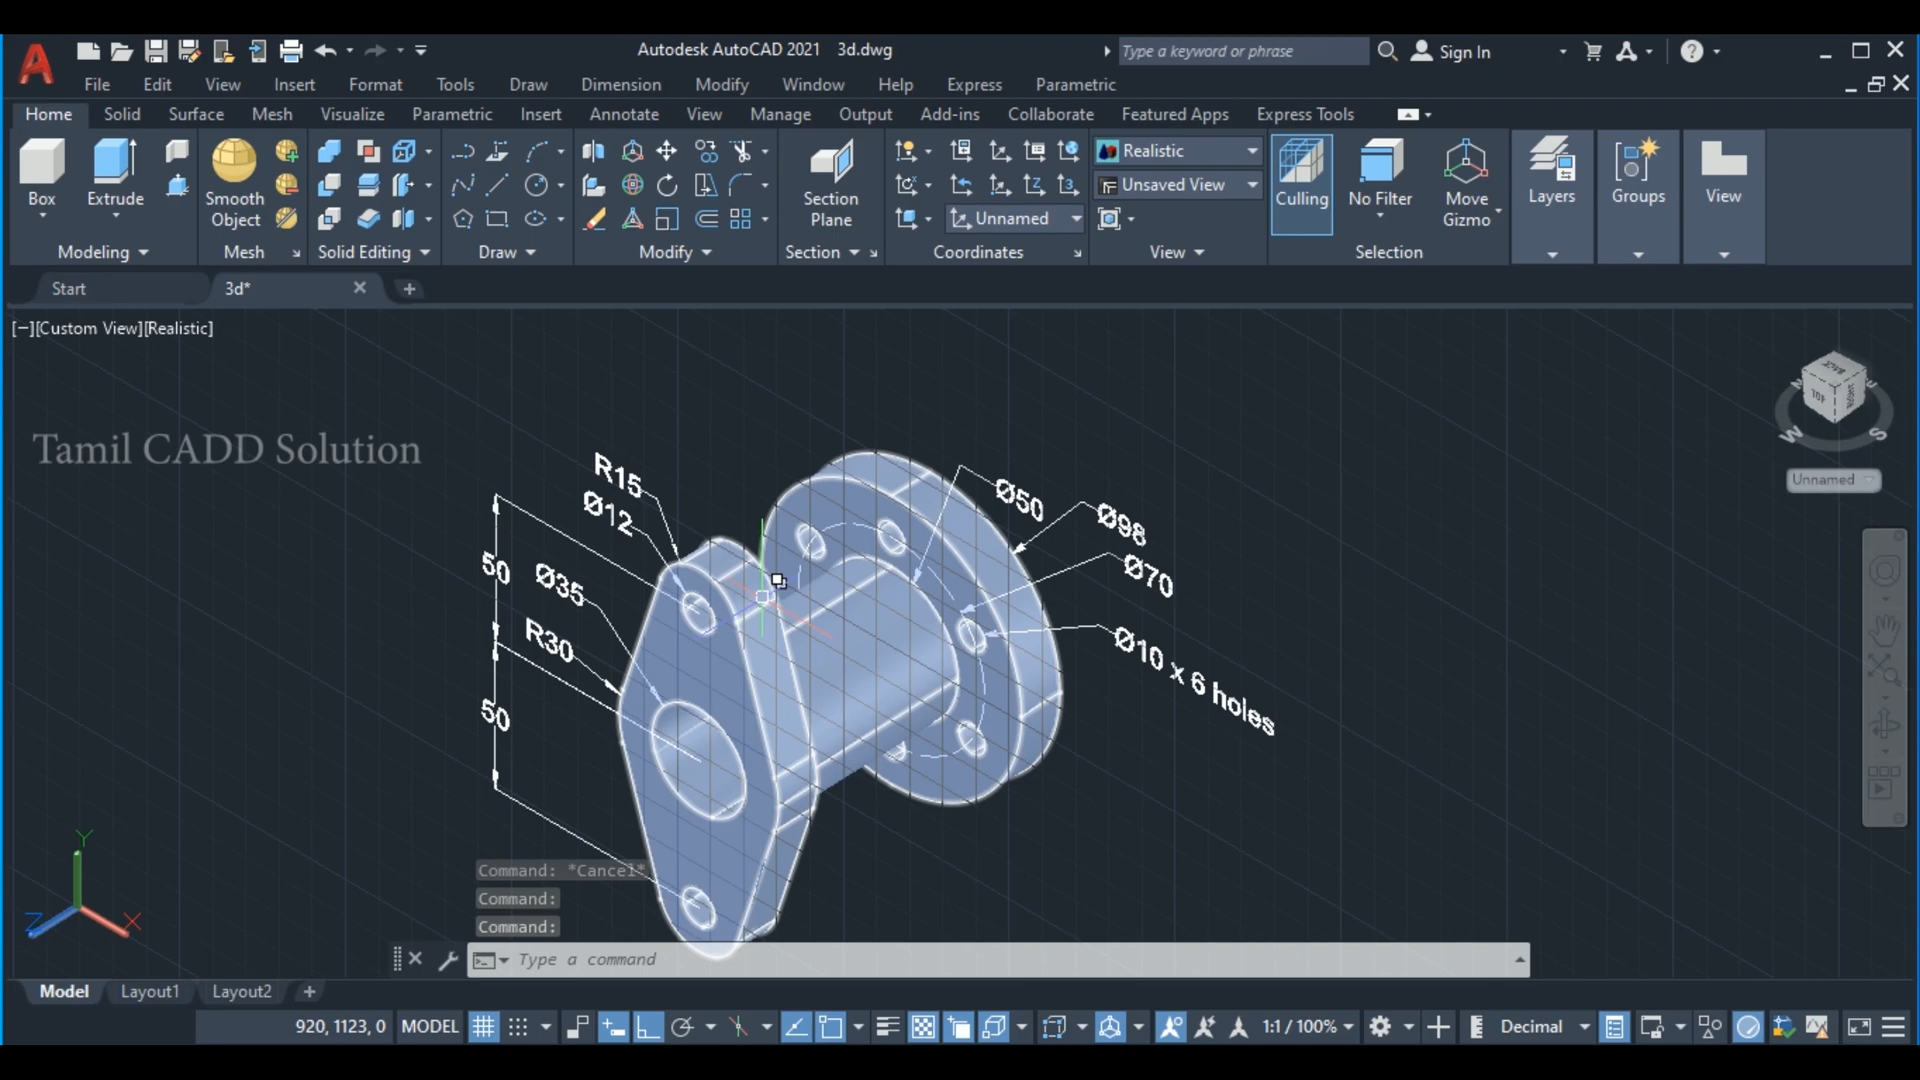 Autodesk AutoCAD 2021 3d.dwg
Type a keyword or phrase
Sign In
File Edit View Insert Format Tools Draw Dimension Modify Window Help Express Parametric
Home Solid Surface Mesh Visualize Parametric Insert Annotate View Manage Output Add-ins Collaborate Featured Apps Express Tools
Box
Extrude
Smooth
Object
Section
Plane
Realistic
Unsaved View
Unnamed
Culling
No Filter
Move
Gizmo
Layers
Groups
View
Modeling Mesh Solid Editing Draw Modify Section Coordinates View Selection
Start
3d*
[−][Custom View][Realistic]
Tamil CADD Solution
R15
Ø12
50
Ø35
R30
50
Ø50
Ø98
Ø70
Ø10 x 6 holes
TOP
W
S
Unnamed
Y
Z
X
Command: *Cancel*
Command:
Command:
Type a command
Model Layout1 Layout2
920, 1123, 0 MODEL 1:1 / 100% Decimal